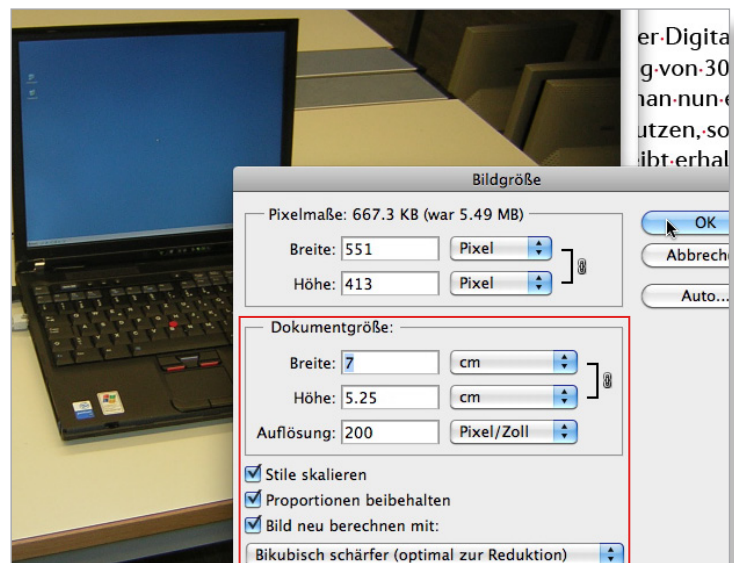 er·Digita
g·von·30
nan·nun·e
utzen,·so
ibt·erhal
Bildgröße
Pixelmaße: 667.3 KB (war 5.49 MB)
Breite: 551 Pixel
Höhe: 413 Pixel
OK
Abbreche
Auto...
Dokumentgröße:
Breite: 7 cm
Höhe: 5.25 cm
Auflösung: 200 Pixel/Zoll
Stile skalieren
Proportionen beibehalten
Bild neu berechnen mit:
Bikubisch schärfer (optimal zur Reduktion)